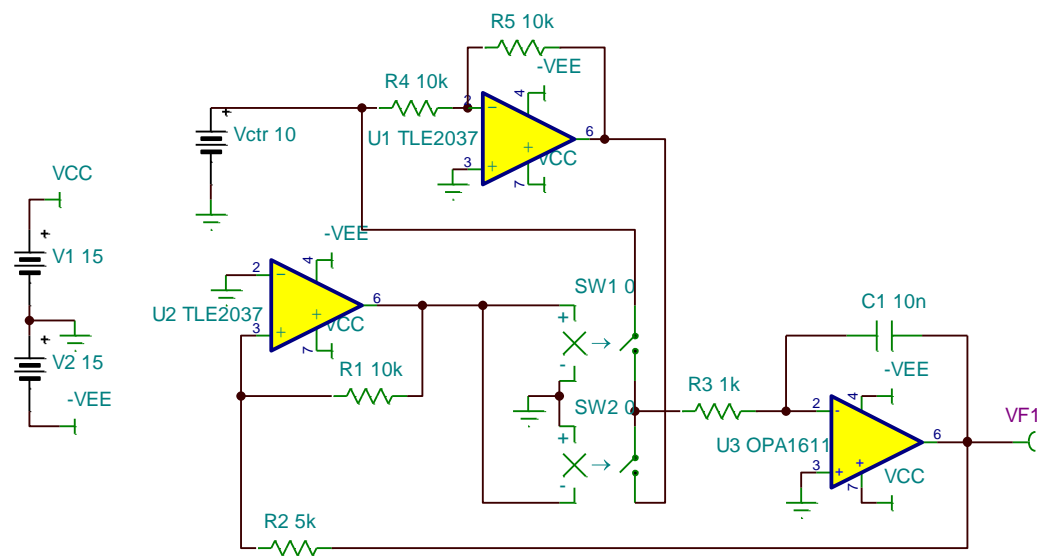 R5 10k
-VEE
R4 10k
4
2
+
Vctr 10
U1 TLE2037
6
+
VCC
3
+
7
VCC
+
V1 15
+
V2 15
-VEE
-VEE
4
2
6
U2 TLE2037
+
VCC
3
+
7
R1 10k
SW1 0
+
-
SW2 0
+
-
C1 10n
-VEE
R3 1k
4
2
-
VF1
6
U3 OPA1611
+
3
+
7
VCC
R2 5k